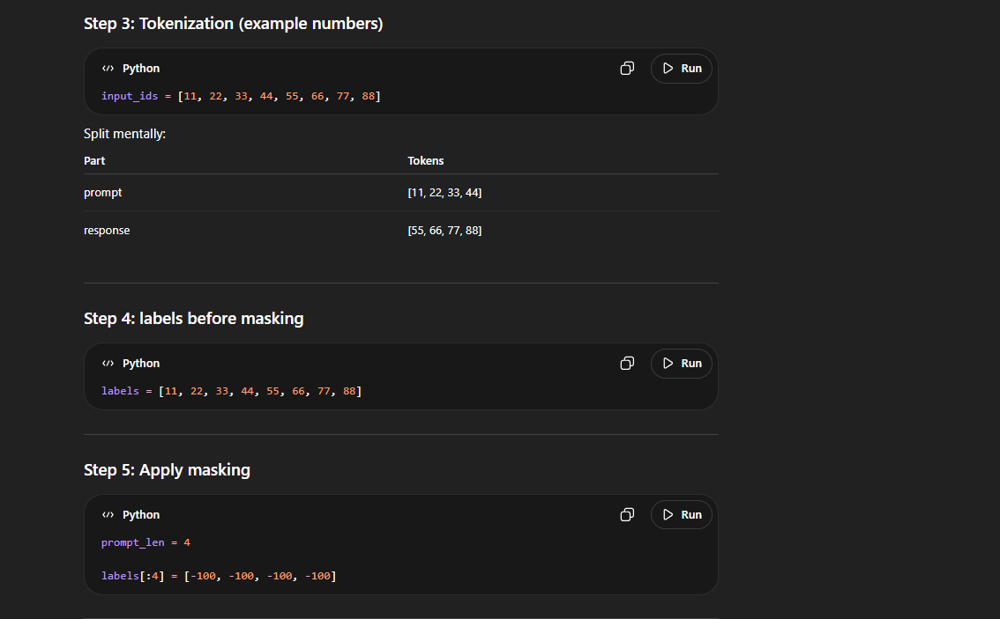 Step 3: Tokenization (example numbers)
Python
Run
input_ids = [11, 22, 33, 44, 55, 66, 77, 88]
Split mentally:
Part Tokens
prompt [11, 22, 33, 44]
response [55, 66, 77, 88]
Step 4: labels before masking
Python
Run
labels = [11, 22, 33, 44, 55, 66, 77, 88]
Step 5: Apply masking
Python
Run
prompt_len = 4
labels[:4] = [-100, -100, -100, -100]